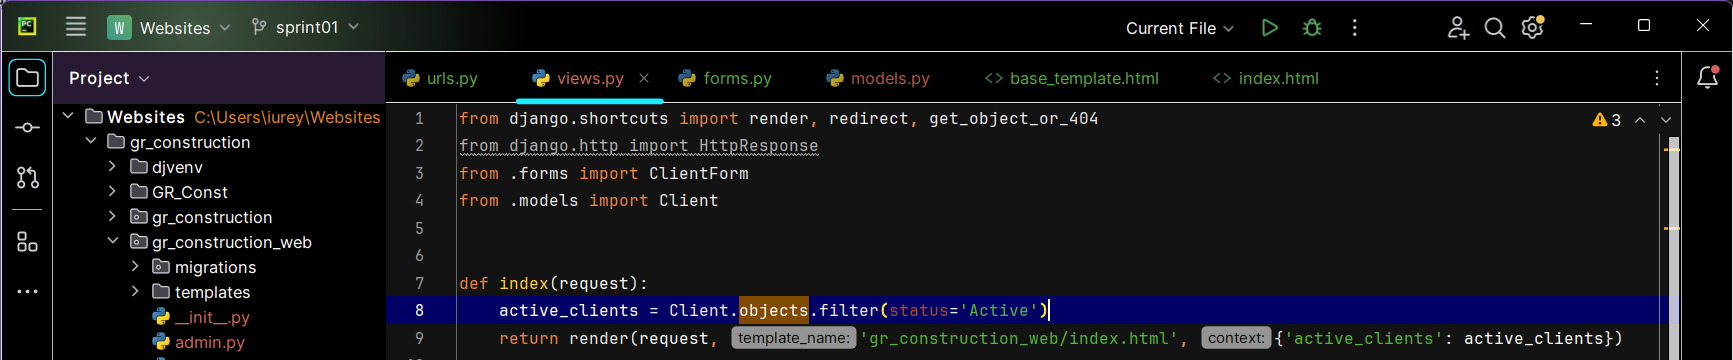 PC W Websites sprint01 Current File
Project urls.py views.py forms.py models.py <> base_template.html <> index.html
Websites C:\Users\iurey\Websites
gr_construction
djvenv
GR_Const
gr_construction
gr_construction_web
migrations
templates
__init__.py
admin.py
1 from django.shortcuts import render, redirect, get_object_or_404
2 from django.http import HttpResponse
3 from .forms import ClientForm
4 from .models import Client
5
6
7 def index(request):
8 active_clients = Client.objects.filter(status='Active')
9 return render(request, template_name: 'gr_construction_web/index.html', context: {'active_clients': active_clients})
3